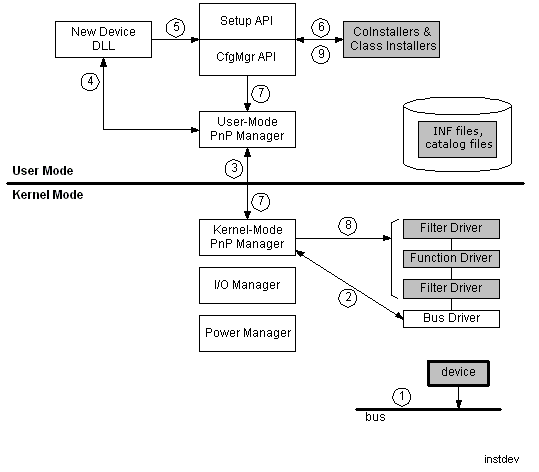 Setup API
6
CoInstallers &
Class Installers
New Device
DLL
5
CfgMgr API
9
4
7
User-Mode
PnP Manager
INF files,
catalog files
3
User Mode
Kernel Mode
7
Kernel-Mode
PnP Manager
8
Filter Driver
Function Driver
I/O Manager
Filter Driver
2
Bus Driver
Power Manager
device
1
bus
instdev